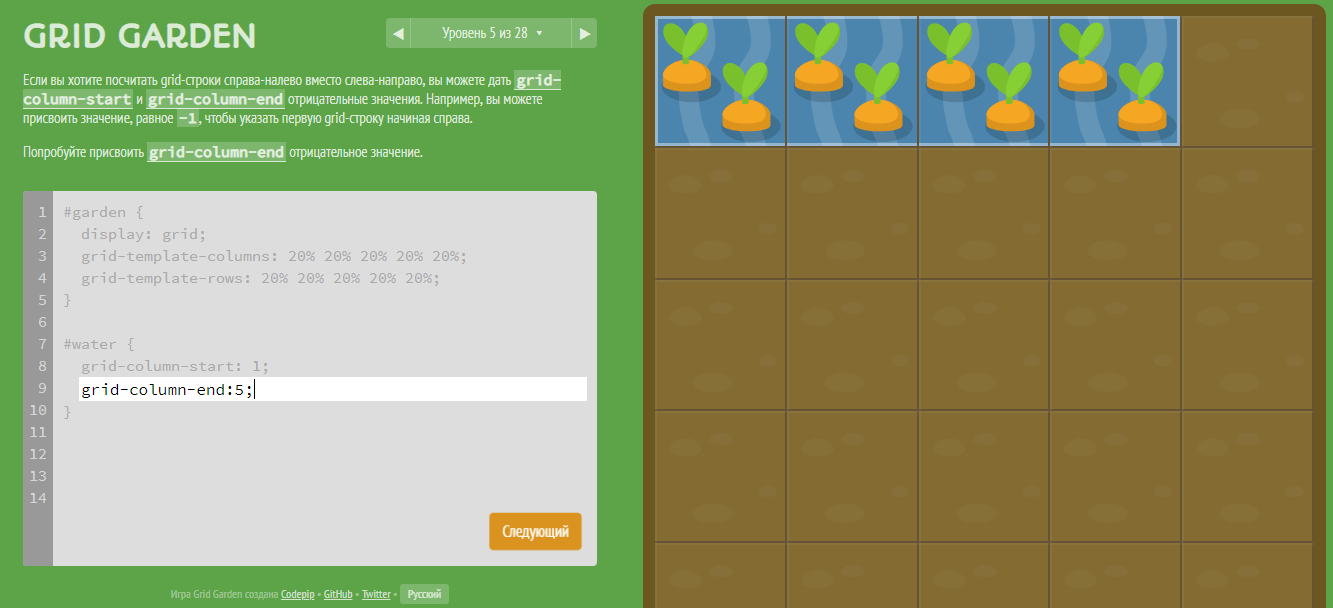 GRID GARDEN
◀ Уровень 5 из 28 ▾ ▶
Если вы хотите посчитать grid-строки справа-налево вместо слева-направо, вы можете дать grid-
column-start и grid-column-end отрицательные значения. Например, вы можете
присвоить значение, равное -1, чтобы указать первую grid-строку начиная справа.
Попробуйте присвоить grid-column-end отрицательное значение.
1 #garden {
2 display: grid;
3 grid-template-columns: 20% 20% 20% 20% 20%;
4 grid-template-rows: 20% 20% 20% 20% 20%;
5 }
6
7 #water {
8 grid-column-start: 1;
9 grid-column-end:5;
10 }
11
12
13
14
Следующий
Игра Grid Garden создана Codepip • GitHub • Twitter • Русский